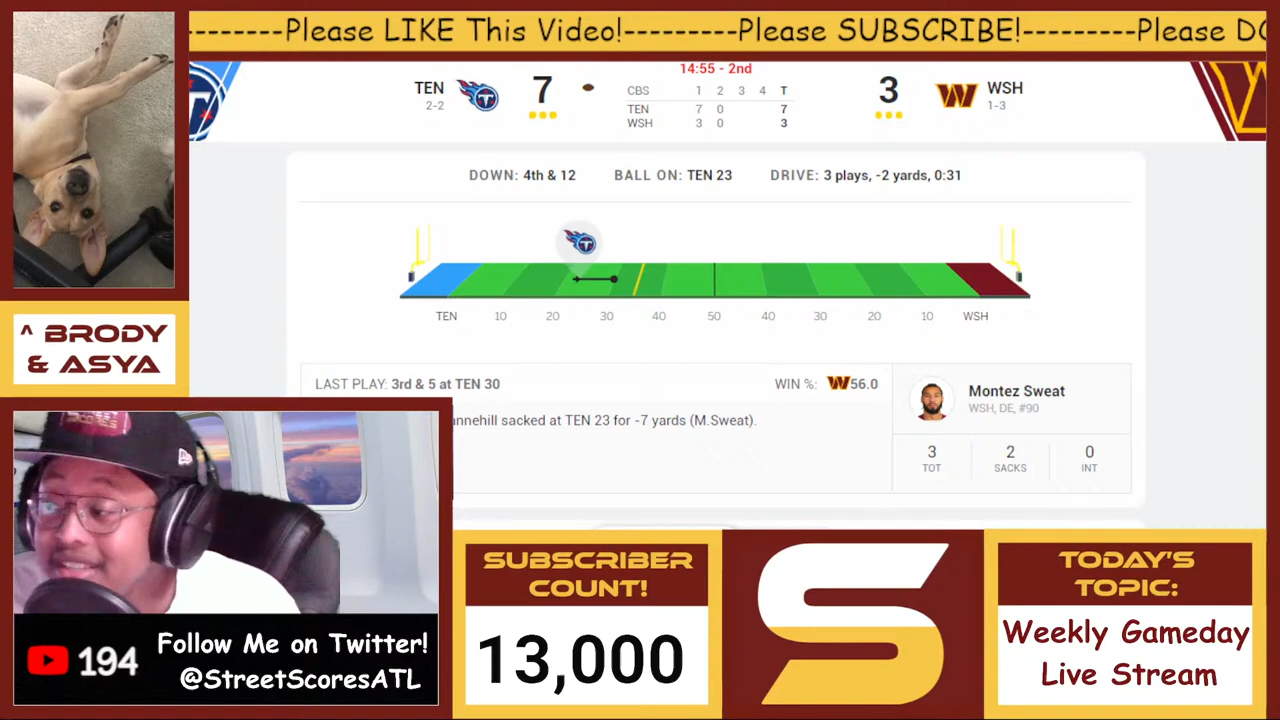 --------Please LIKE This Video!---------Please SUBSCRIBE!---------Please DO
TEN
2-2
7
14:55 - 2nd
CBS 1 2 3 4 T
TEN 7 0 7
WSH 3 0 3
3
WSH
1-3
DOWN: 4th & 12 BALL ON: TEN 23 DRIVE: 3 plays, -2 yards, 0:31
TEN 10 20 30 40 50 40 30 20 10 WSH
LAST PLAY: 3rd & 5 at TEN 30
WIN %: W 56.0
nnehill sacked at TEN 23 for -7 yards (M.Sweat).
Montez Sweat
WSH, DE, #90
3 2 0
TOT SACKS INT
^ BRODY
& ASYA
194
Follow Me on Twitter!
@StreetScoresATL
SUBSCRIBER
COUNT!
13,000
S
TODAY'S
TOPIC:
Weekly Gameday
Live Stream